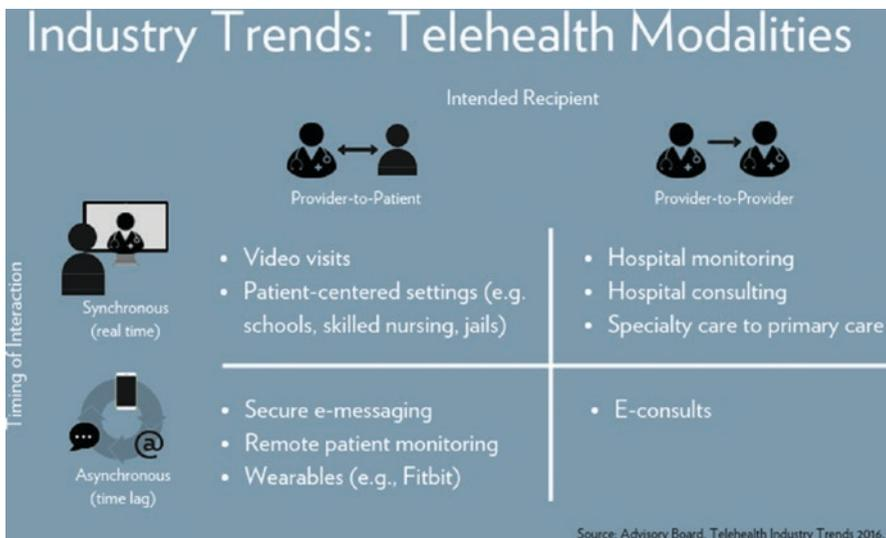 Industry Trends: Telehealth Modalities
Intended Recipient
Provider-to-Patient
Provider-to-Provider
Timing of Interaction
Synchronous
(real time)
• Video visits
• Patient-centered settings (e.g.
schools, skilled nursing, jails)
• Hospital monitoring
• Hospital consulting
• Specialty care to primary care
@
Asynchronous
(time lag)
• Secure e-messaging
• Remote patient monitoring
• Wearables (e.g., Fitbit)
• E-consults
Source: Advisory Board, Telehealth Industry Trends 2016.